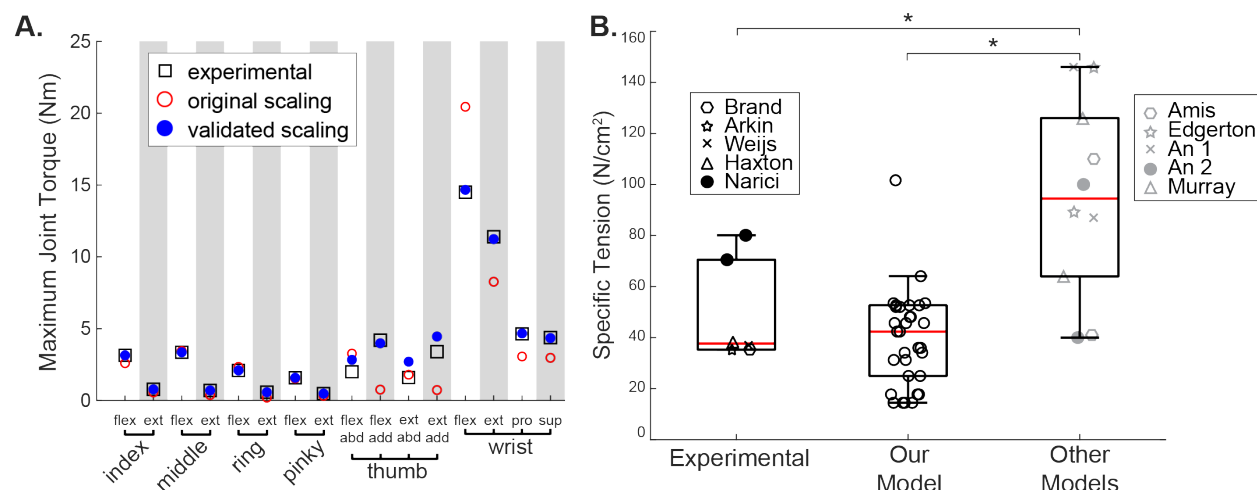 A.
Maximum Joint Torque (Nm)
25
20
15
10
5
0
experimental
original scaling
validated scaling
flex ext flex ext flex ext flex ext flex abd flex add ext abd ext add flex ext pro sup
index middle ring pinky thumb wrist
B.
Specific Tension (N/cm²)
160
140
120
100
80
60
40
20
0
*
*
Brand
Arkin
Weijs
Haxton
Narici
Amis
Edgerton
An 1
An 2
Murray
Experimental
Our
Model
Other
Models